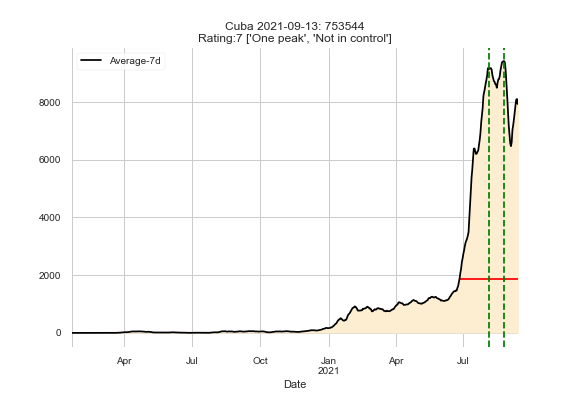 Cuba 2021-09-13: 753544
Rating:7 ['One peak', 'Not in control']
Average-7d
8000
6000
4000
2000
0
Apr
Jul
Oct
Jan
2021
Apr
Jul
Date